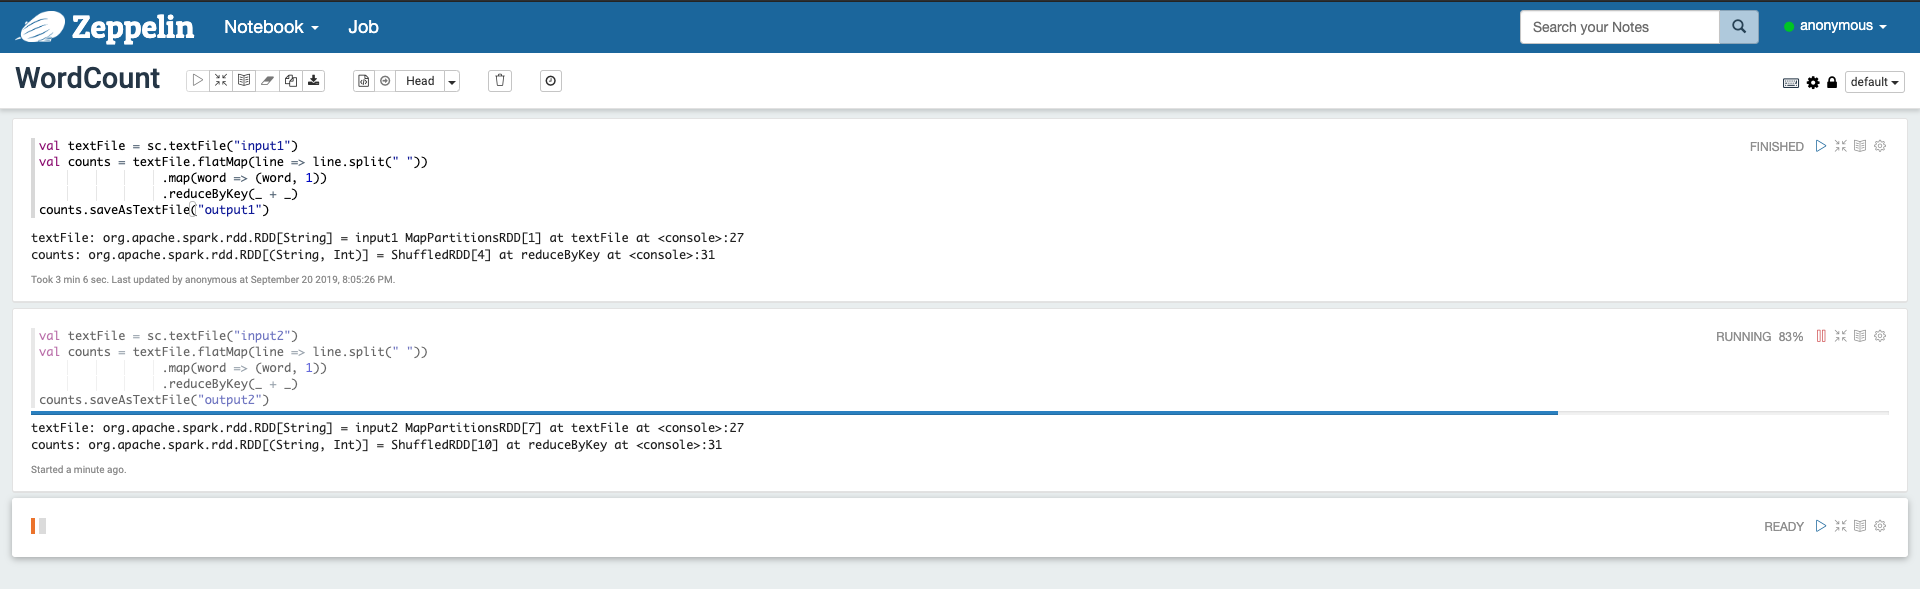 Zeppelin Notebook Job Search your Notes anonymous
WordCount Head default
val textFile = sc.textFile("input1") FINISHED
val counts = textFile.flatMap(line => line.split(" "))
.map(word => (word, 1))
.reduceByKey(_ + _)
counts.saveAsTextFile("output1")
textFile: org.apache.spark.rdd.RDD[String] = input1 MapPartitionsRDD[1] at textFile at <console>:27
counts: org.apache.spark.rdd.RDD[(String, Int)] = ShuffledRDD[4] at reduceByKey at <console>:31
Took 3 min 6 sec. Last updated by anonymous at September 20 2019, 8:05:26 PM.
val textFile = sc.textFile("input2") RUNNING 83%
val counts = textFile.flatMap(line => line.split(" "))
.map(word => (word, 1))
.reduceByKey(_ + _)
counts.saveAsTextFile("output2")
textFile: org.apache.spark.rdd.RDD[String] = input2 MapPartitionsRDD[7] at textFile at <console>:27
counts: org.apache.spark.rdd.RDD[(String, Int)] = ShuffledRDD[10] at reduceByKey at <console>:31
Started a minute ago.
READY